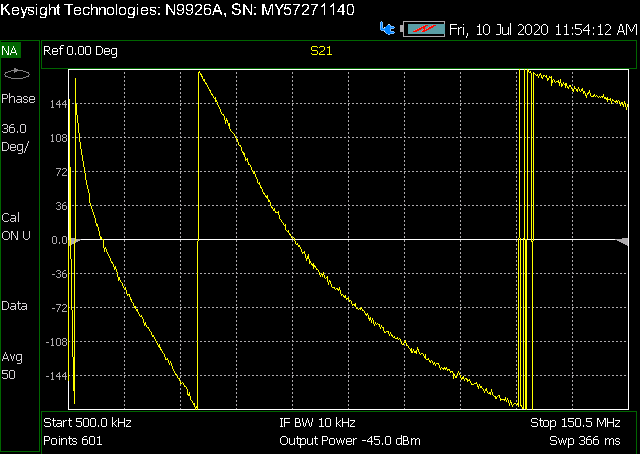 Keysight Technologies: N9926A, SN: MY57271140
Fri, 10 Jul 2020 11:54:12 AM
NA Ref 0.00 Deg S21
Phase
36.0
Deg/
Cal
ON U
Data
Avg
50
144
108
72
36
0.0
-36
-72
-108
-144
Start 500.0 kHz IF BW 10 kHz Stop 150.5 MHz
Points 601 Output Power -45.0 dBm Swp 366 ms